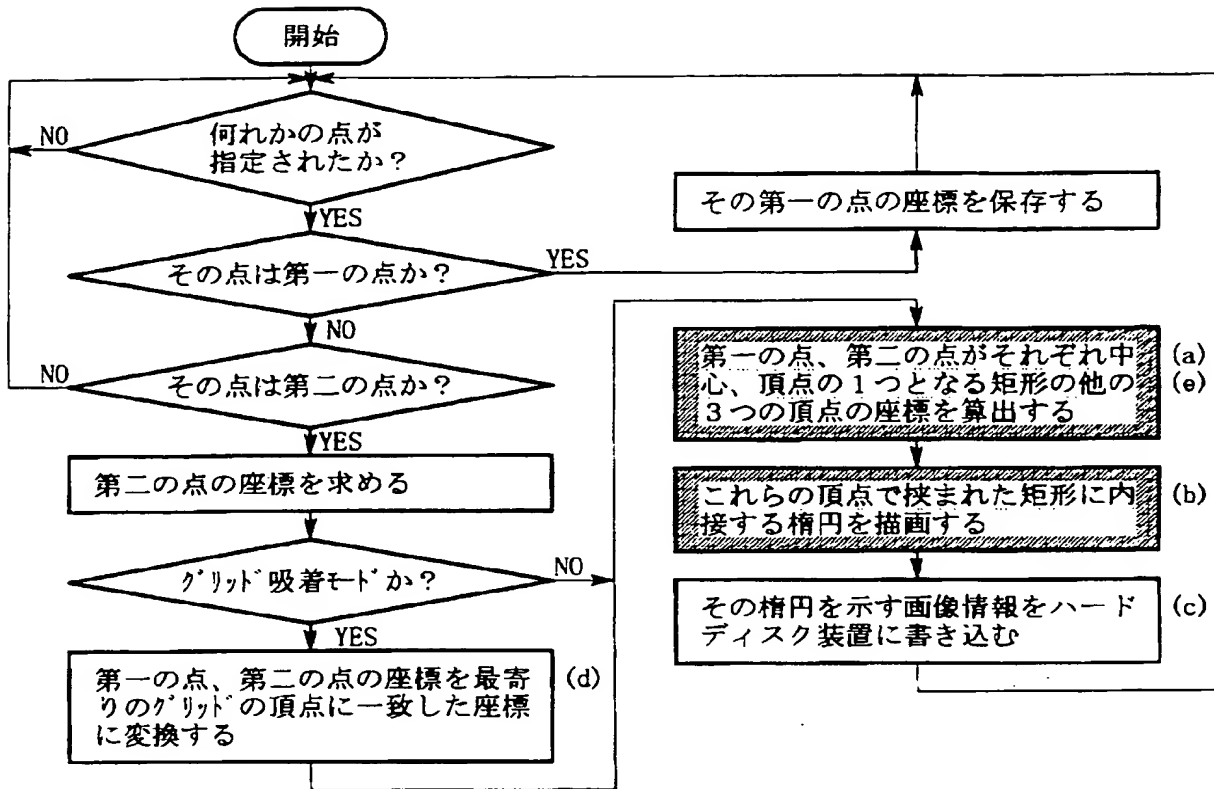 開始
何れかの点が
指定されたか？
NO
YES
その点は第一の点か？
YES
NO
その第一の点の座標を保存する
その点は第二の点か？
NO
YES
第二の点の座標を求める
グリッド吸着モードか？
NO
YES
第一の点、第二の点の座標を最寄
りのグリッドの頂点に一致した座標
に変換する
(d)
第一の点、第二の点がそれぞれ中
心、頂点の１つとなる矩形の他の
３つの頂点の座標を算出する
(a)
(e)
これらの頂点で挟まれた矩形に内
接する楕円を描画する
(b)
その楕円を示す画像情報をハード
ディスク装置に書き込む
(c)